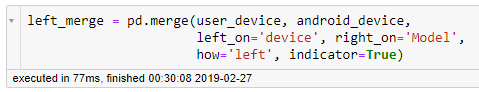 left_merge = pd.merge(user_device, android_device,
left_on='device', right_on='Model',
how='left', indicator=True)
executed in 77ms, finished 00:30:08 2019-02-27